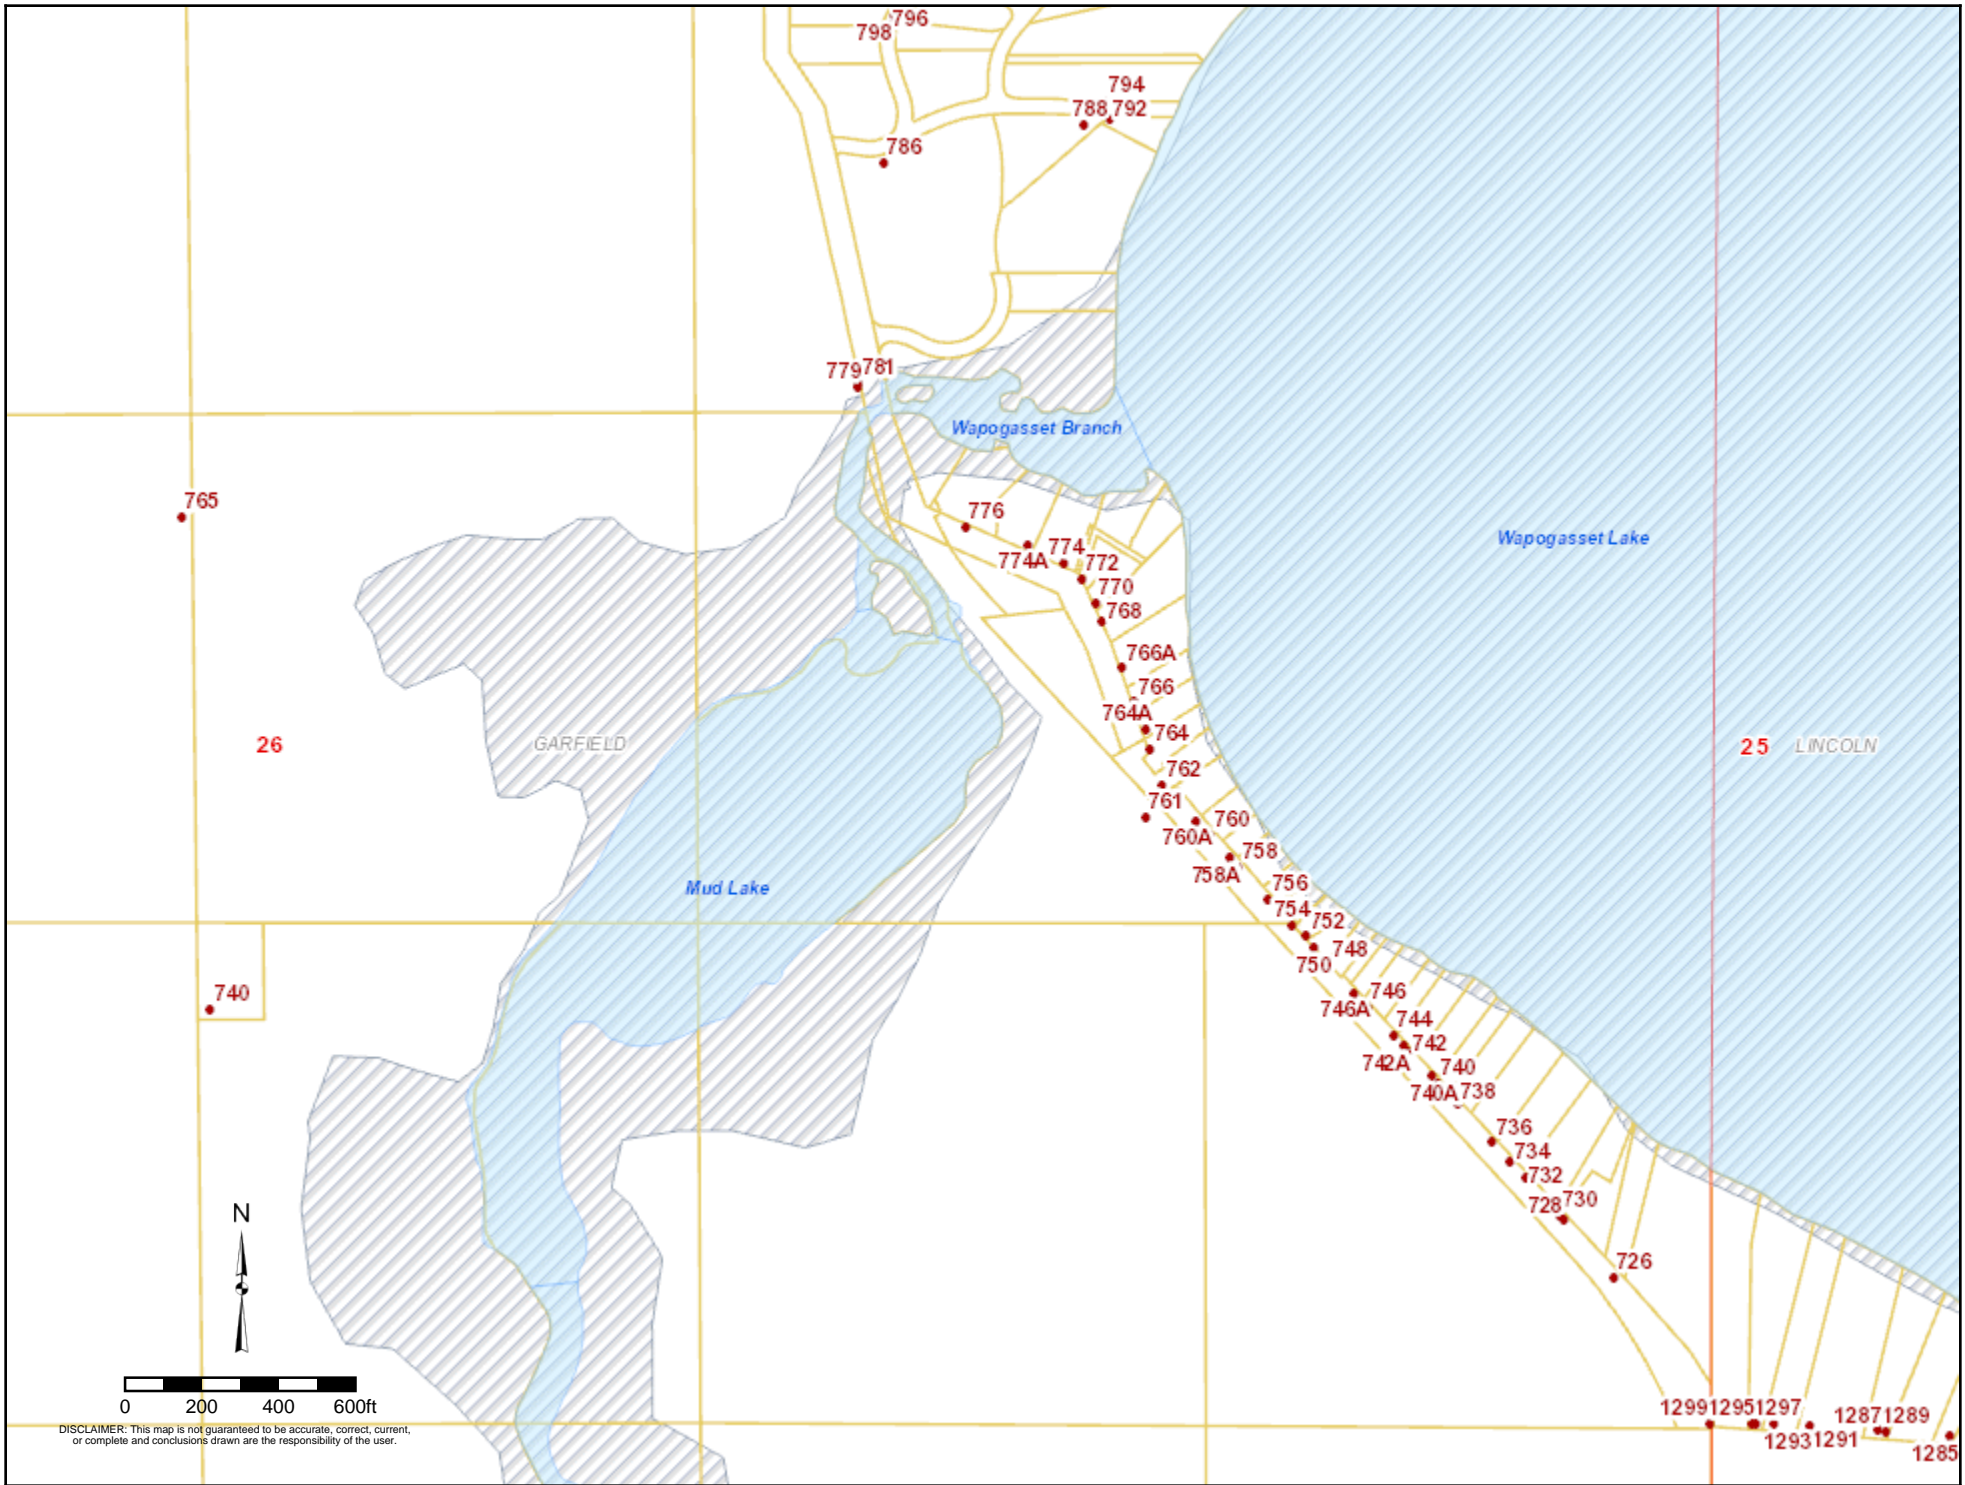 796
798
794
788 792
786
779 781
Wapogasset Branch
765
776
Wapogasset Lake
774
774A 772
770
768
766A
766
764A
764
26
GARFIELD
25 LINCOLN
762
761
760
760A
758
758A
Mud Lake
756
754 752
748
750
740
746
746A
744
742
742A
740
740A 738
736
734
732
730
728
N
726
0 200 400 600ft
1299 1295 1297 1287 1289
1293 1291
1285
DISCLAIMER: This map is not guaranteed to be accurate, correct, current,
or complete and conclusions drawn are the responsibility of the user.